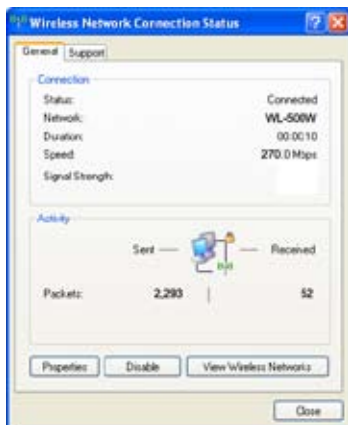 Wireless Network Connection Status
General Support
Connection
Status: Connected
Network: WL-500W
Duration: 00:00:10
Speed: 270.0 Mbps
Signal Strength:
Activity
Sent Received
Packets: 2,293 52
Properties Disable View Wireless Networks
Close